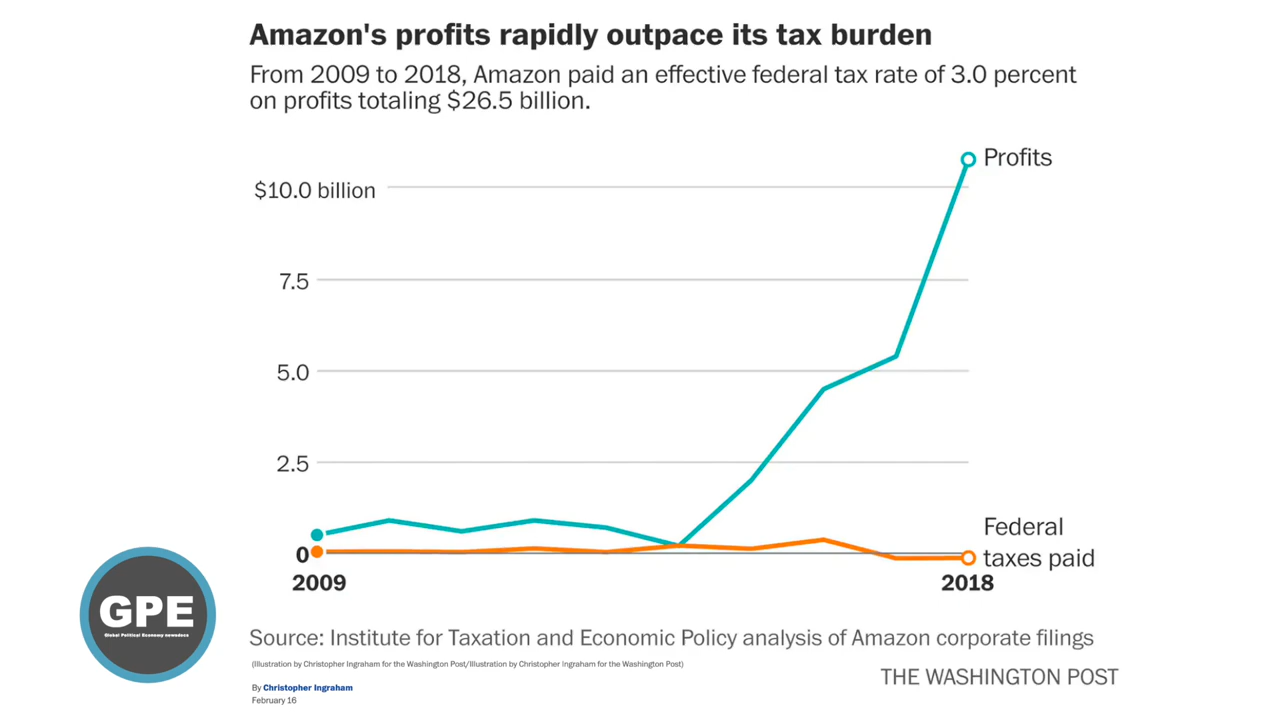 Amazon's profits rapidly outpace its tax burden
From 2009 to 2018, Amazon paid an effective federal tax rate of 3.0 percent
on profits totaling $26.5 billion.
Profits
$10.0 billion
7.5
5.0
2.5
0
Federal
taxes paid
2009
2018
GPE
Global Political Economy newsdocs
Source: Institute for Taxation and Economic Policy analysis of Amazon corporate filings
(Illustration by Christopher Ingraham for the Washington Post/Illustration by Christopher Ingraham for the Washington Post)
THE WASHINGTON POST
By Christopher Ingraham
February 16